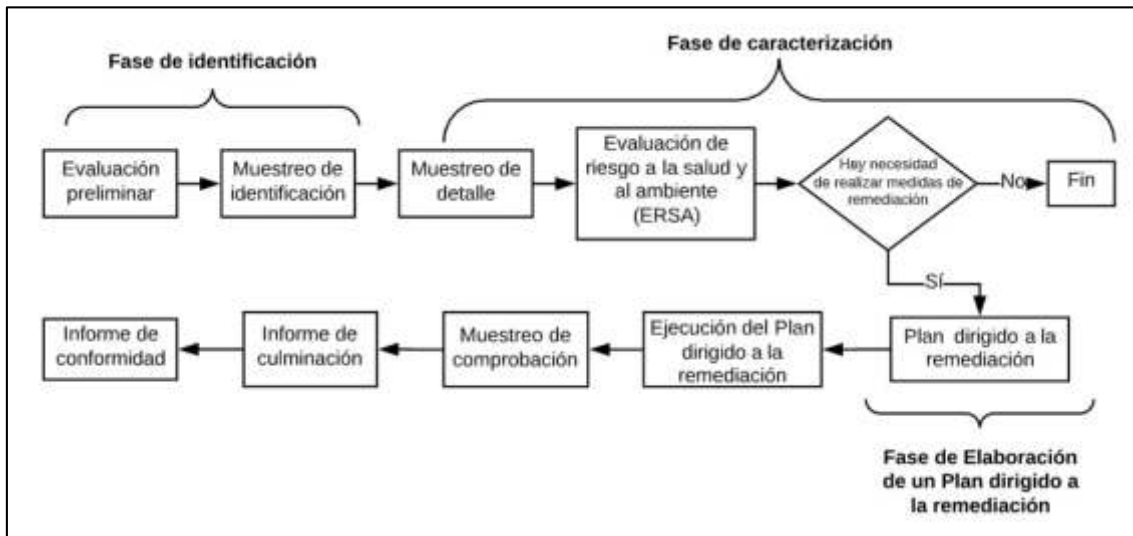 Fase de identificación
Fase de caracterización
Evaluación
preliminar
Muestreo de
identificación
Muestreo de
detalle
Evaluación de
riesgo a la salud y
al ambiente
(ERSA)
Hay necesidad
de realizar medidas de
remediación
No
Fin
Sí
Informe de
conformidad
Informe de
culminación
Muestreo de
comprobación
Ejecución del Plan
dirigido a la
remediación
Plan dirigido a la
remediación
Fase de Elaboración
de un Plan dirigido a
la remediación